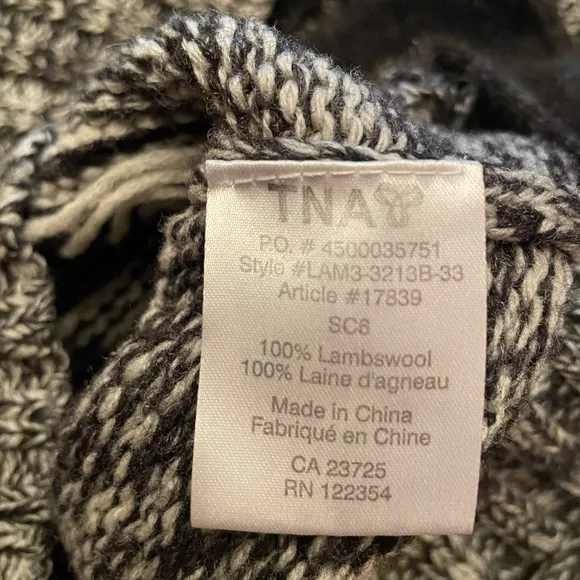 TNA
P.O. # 4500035751
Style #LAM3-3213B-33
Article #17839
SC6
100% Lambswool
100% Laine d'agneau
Made in China
Fabriqué en Chine
CA 23725
RN 122354